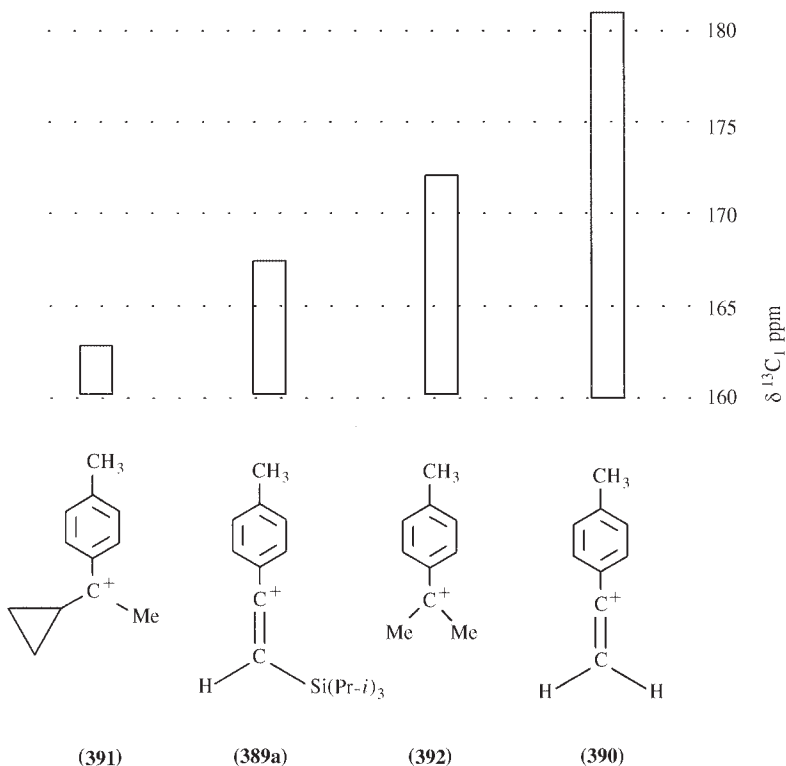 180
175
170
165
160
δ ¹³C₁ ppm
CH₃ CH₃ CH₃ CH₃
C⁺ C⁺ C⁺ C⁺
Me
Me Me
C C
H Si(Pr-i)₃ H H
(391) (389a) (392) (390)